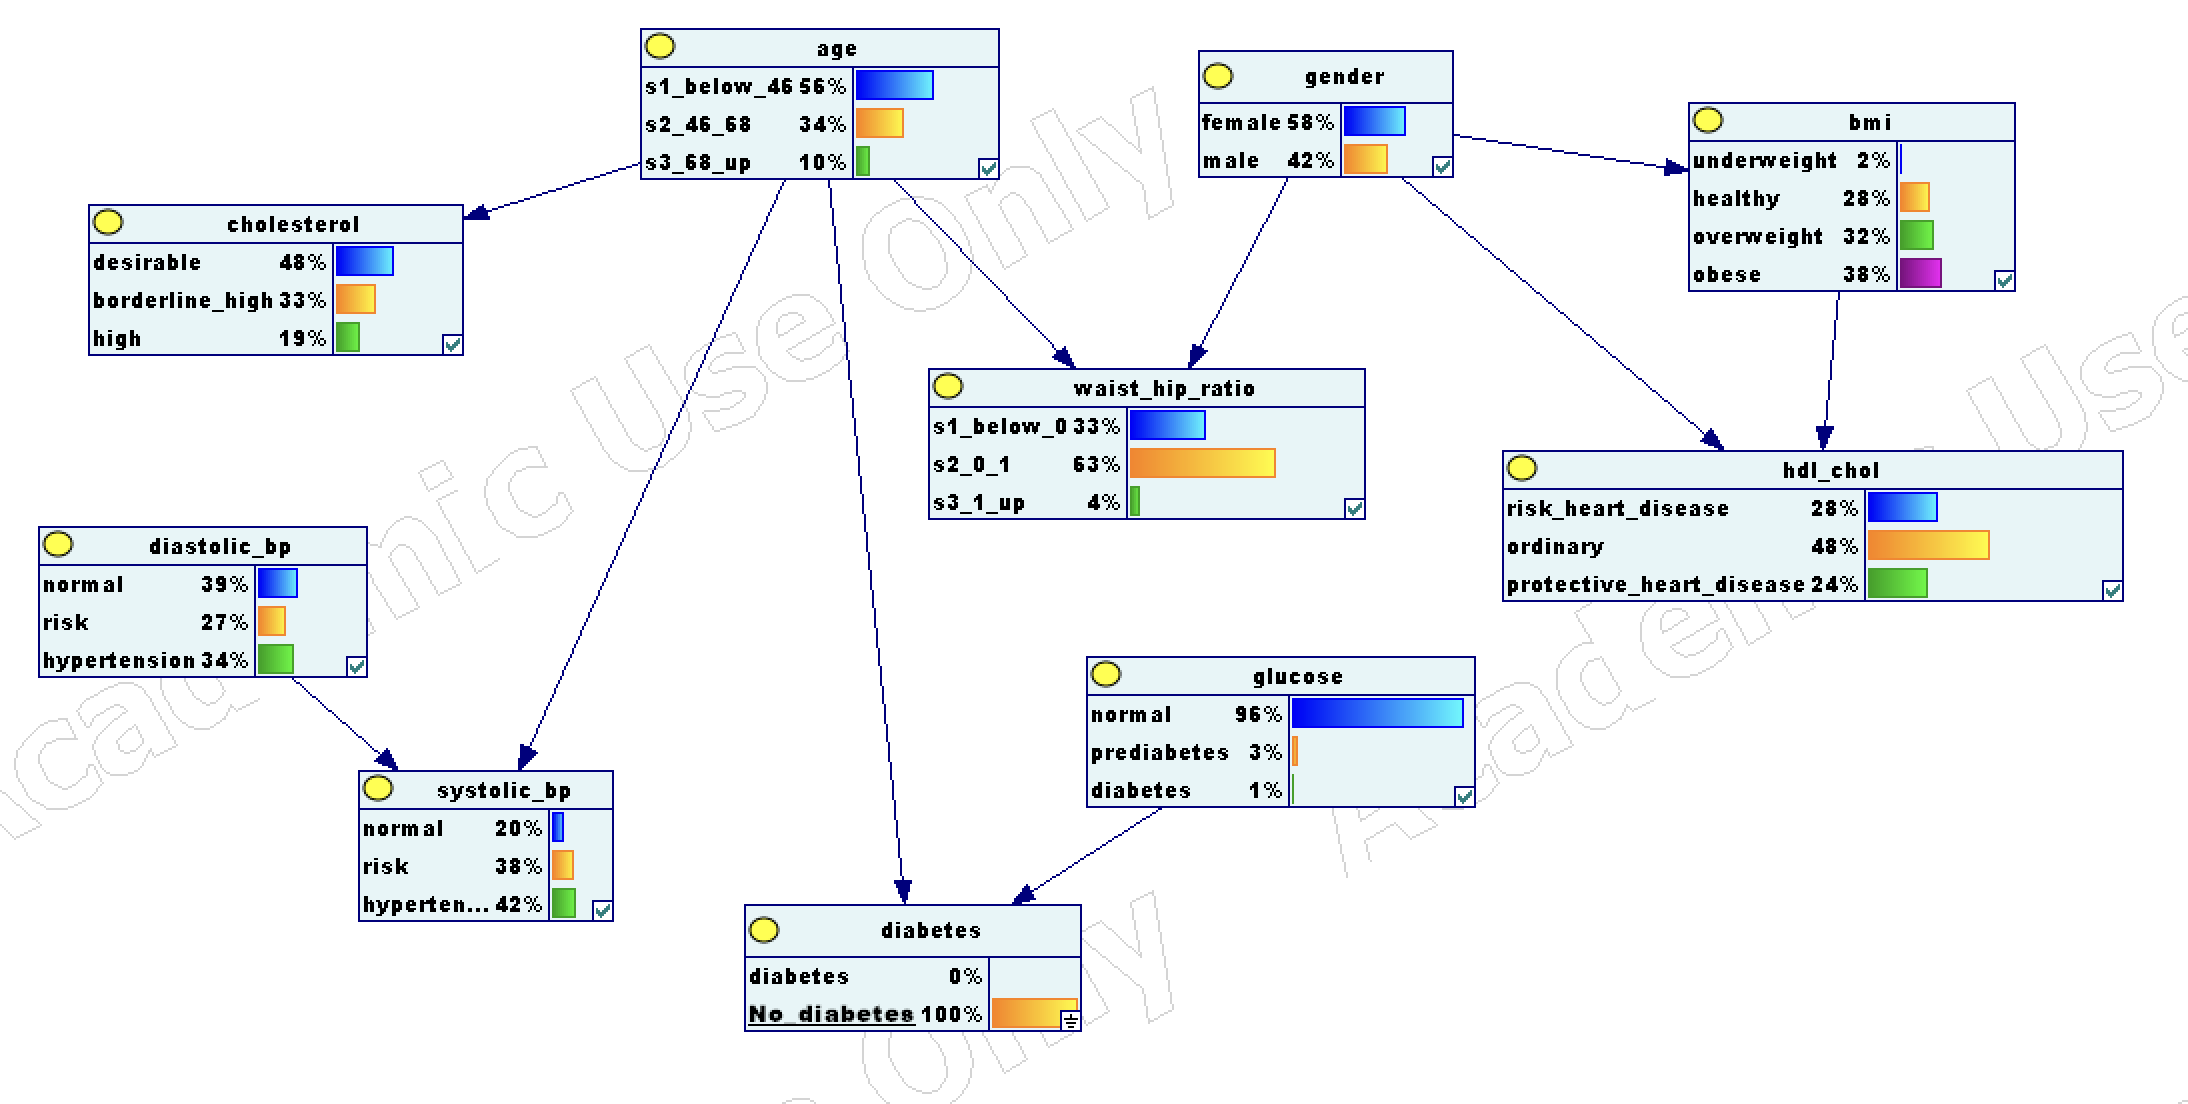 age
s1_below_46 56%
s2_46_68 34%
s3_68_up 10%
gender
female 58%
male 42%
bmi
underweight 2%
healthy 28%
overweight 32%
obese 38%
cholesterol
desirable 48%
borderline_high 33%
high 19%
waist_hip_ratio
s1_below_0 33%
s2_0_1 63%
s3_1_up 4%
hdl_chol
risk_heart_disease 28%
ordinary 48%
protective_heart_disease 24%
diastolic_bp
normal 39%
risk 27%
hypertension 34%
glucose
normal 96%
prediabetes 3%
diabetes 1%
systolic_bp
normal 20%
risk 38%
hyperten... 42%
diabetes
diabetes 0%
No_diabetes 100%
Academic Use Only
Academic Use
Only